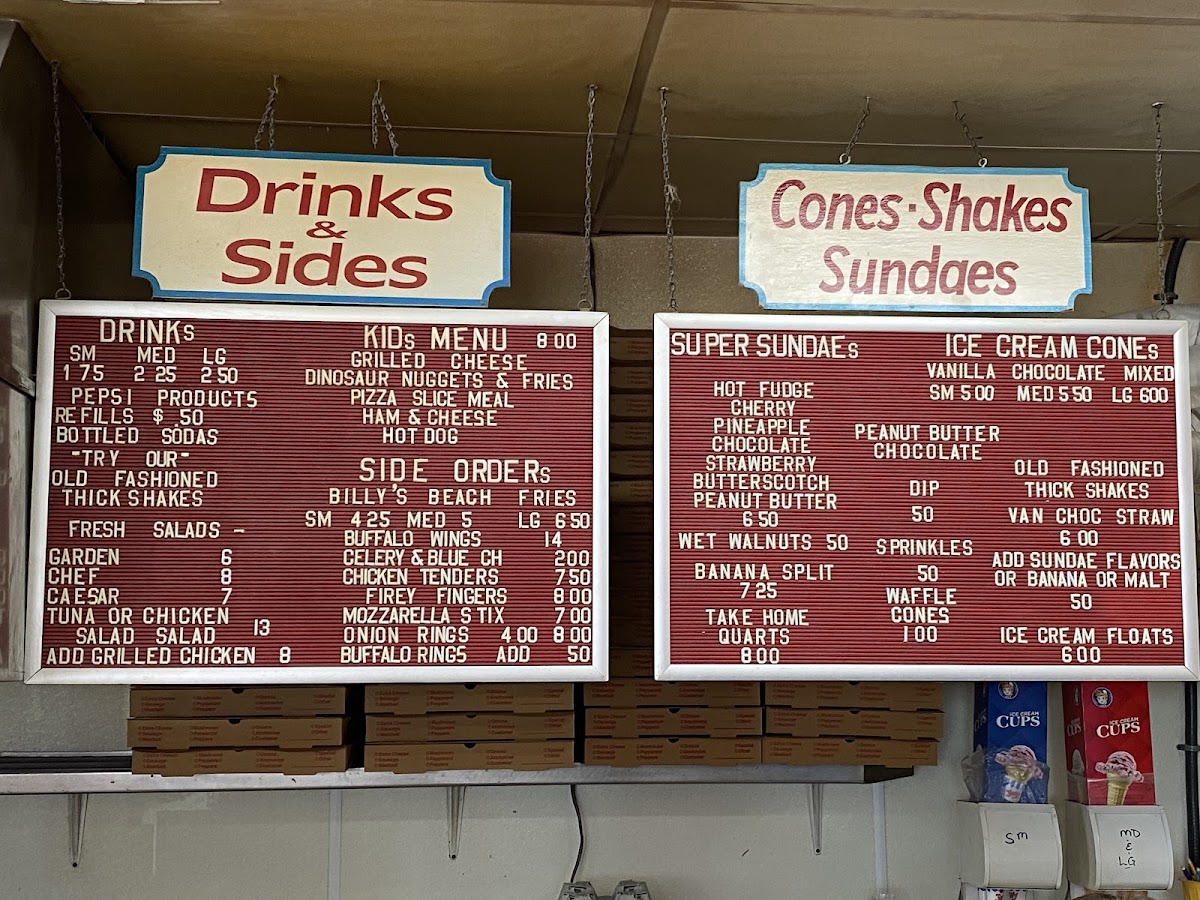 Drinks
&
Sides
DRINKs
SM MED LG
1 75 2 25 2 50
PEPSI PRODUCTS
REFILLS $ .50
BOTTLED SODAS
"TRY OUR"
OLD FASHIONED
THICK SHAKES
FRESH SALADS -
GARDEN 6
CHEF 8
CAESAR 7
TUNA OR CHICKEN
SALAD SALAD 13
ADD GRILLED CHICKEN 8
KIDs MENU 8 00
GRILLED CHEESE
DINOSAUR NUGGETS & FRIES
PIZZA SLICE MEAL
HAM & CHEESE
HOT DOG
SIDE ORDERs
BILLY'S BEACH FRIES
SM 4 25 MED 5 LG 6 50
BUFFALO WINGS 14
CELERY & BLUE CH 200
CHICKEN TENDERS 7 50
FIREY FINGERS 8 00
MOZZARELLA STIX 7 00
ONION RINGS 4 00 8 00
BUFFALO RINGS ADD 50
Cones·Shakes
Sundaes
SUPER SUNDAEs
HOT FUDGE
CHERRY
PINEAPPLE
CHOCOLATE
STRAWBERRY
BUTTERSCOTCH
PEANUT BUTTER
6 50
WET WALNUTS 50
BANANA SPLIT
7 25
TAKE HOME
QUARTS
8 00
PEANUT BUTTER
CHOCOLATE
DIP
50
SPRINKLES
50
WAFFLE
CONES
1 00
ICE CREAM CONEs
VANILLA CHOCOLATE MIXED
SM 5 00 MED 5 50 LG 6 00
OLD FASHIONED
THICK SHAKES
VAN CHOC STRAW
6 00
ADD SUNDAE FLAVORS
OR BANANA OR MALT
50
ICE CREAM FLOATS
6 00
ICE CREAM
CUPS
ICE CREAM
CUPS
Sm
MD
&
LG